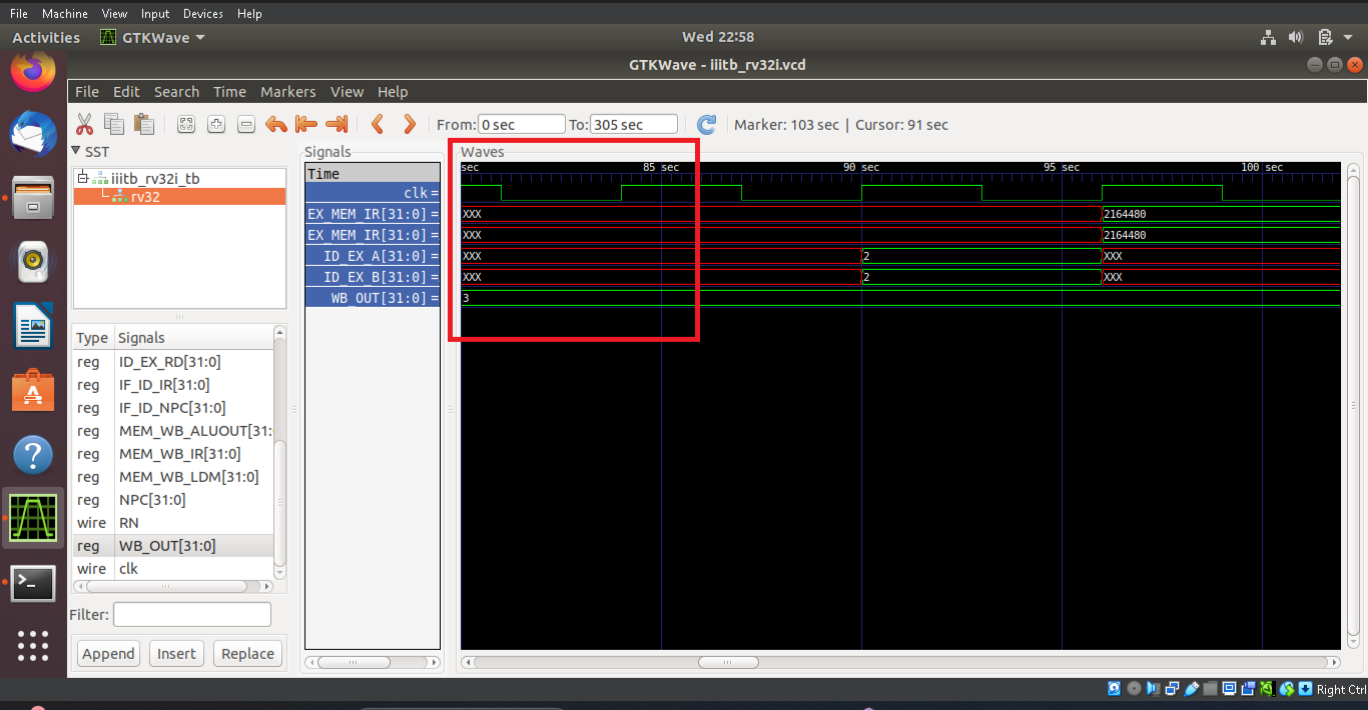 File Machine View Input Devices Help
Activities GTKWave Wed 22:58
GTKWave - iiitb_rv32i.vcd
File Edit Search Time Markers View Help
From: 0 sec To: 305 sec Marker: 103 sec | Cursor: 91 sec
SST
iiitb_rv32i_tb
rv32
Type Signals
reg ID_EX_RD[31:0]
reg IF_ID_IR[31:0]
reg IF_ID_NPC[31:0]
reg MEM_WB_ALUOUT[31:
reg MEM_WB_IR[31:0]
reg MEM_WB_LDM[31:0]
reg NPC[31:0]
wire RN
reg WB_OUT[31:0]
wire clk
Filter:
Append Insert Replace
Signals
Time
clk =
EX_MEM_IR[31:0] =
EX_MEM_IR[31:0] =
ID_EX_A[31:0] =
ID_EX_B[31:0] =
WB_OUT[31:0] =
Waves
sec 85 sec 90 sec 95 sec 100 sec
XXX 2164480
XXX 2164480
XXX 2 XXX
XXX 2 XXX
3
Right Ctrl